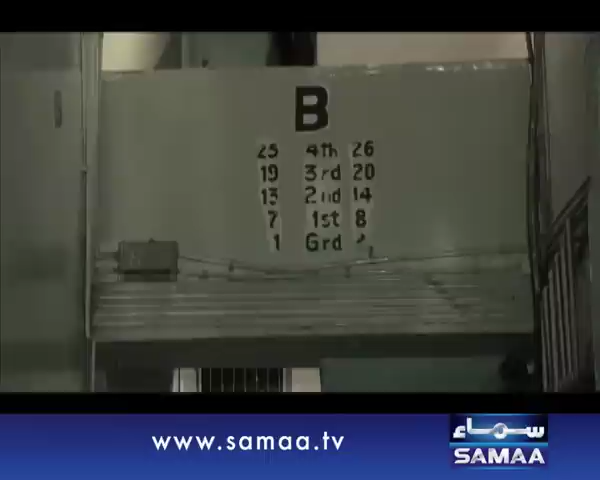 B
25 4th 26
19 3rd 20
13 2nd 14
7 1st 8
1 Grd 2
www.samaa.tv
سماء
SAMAA